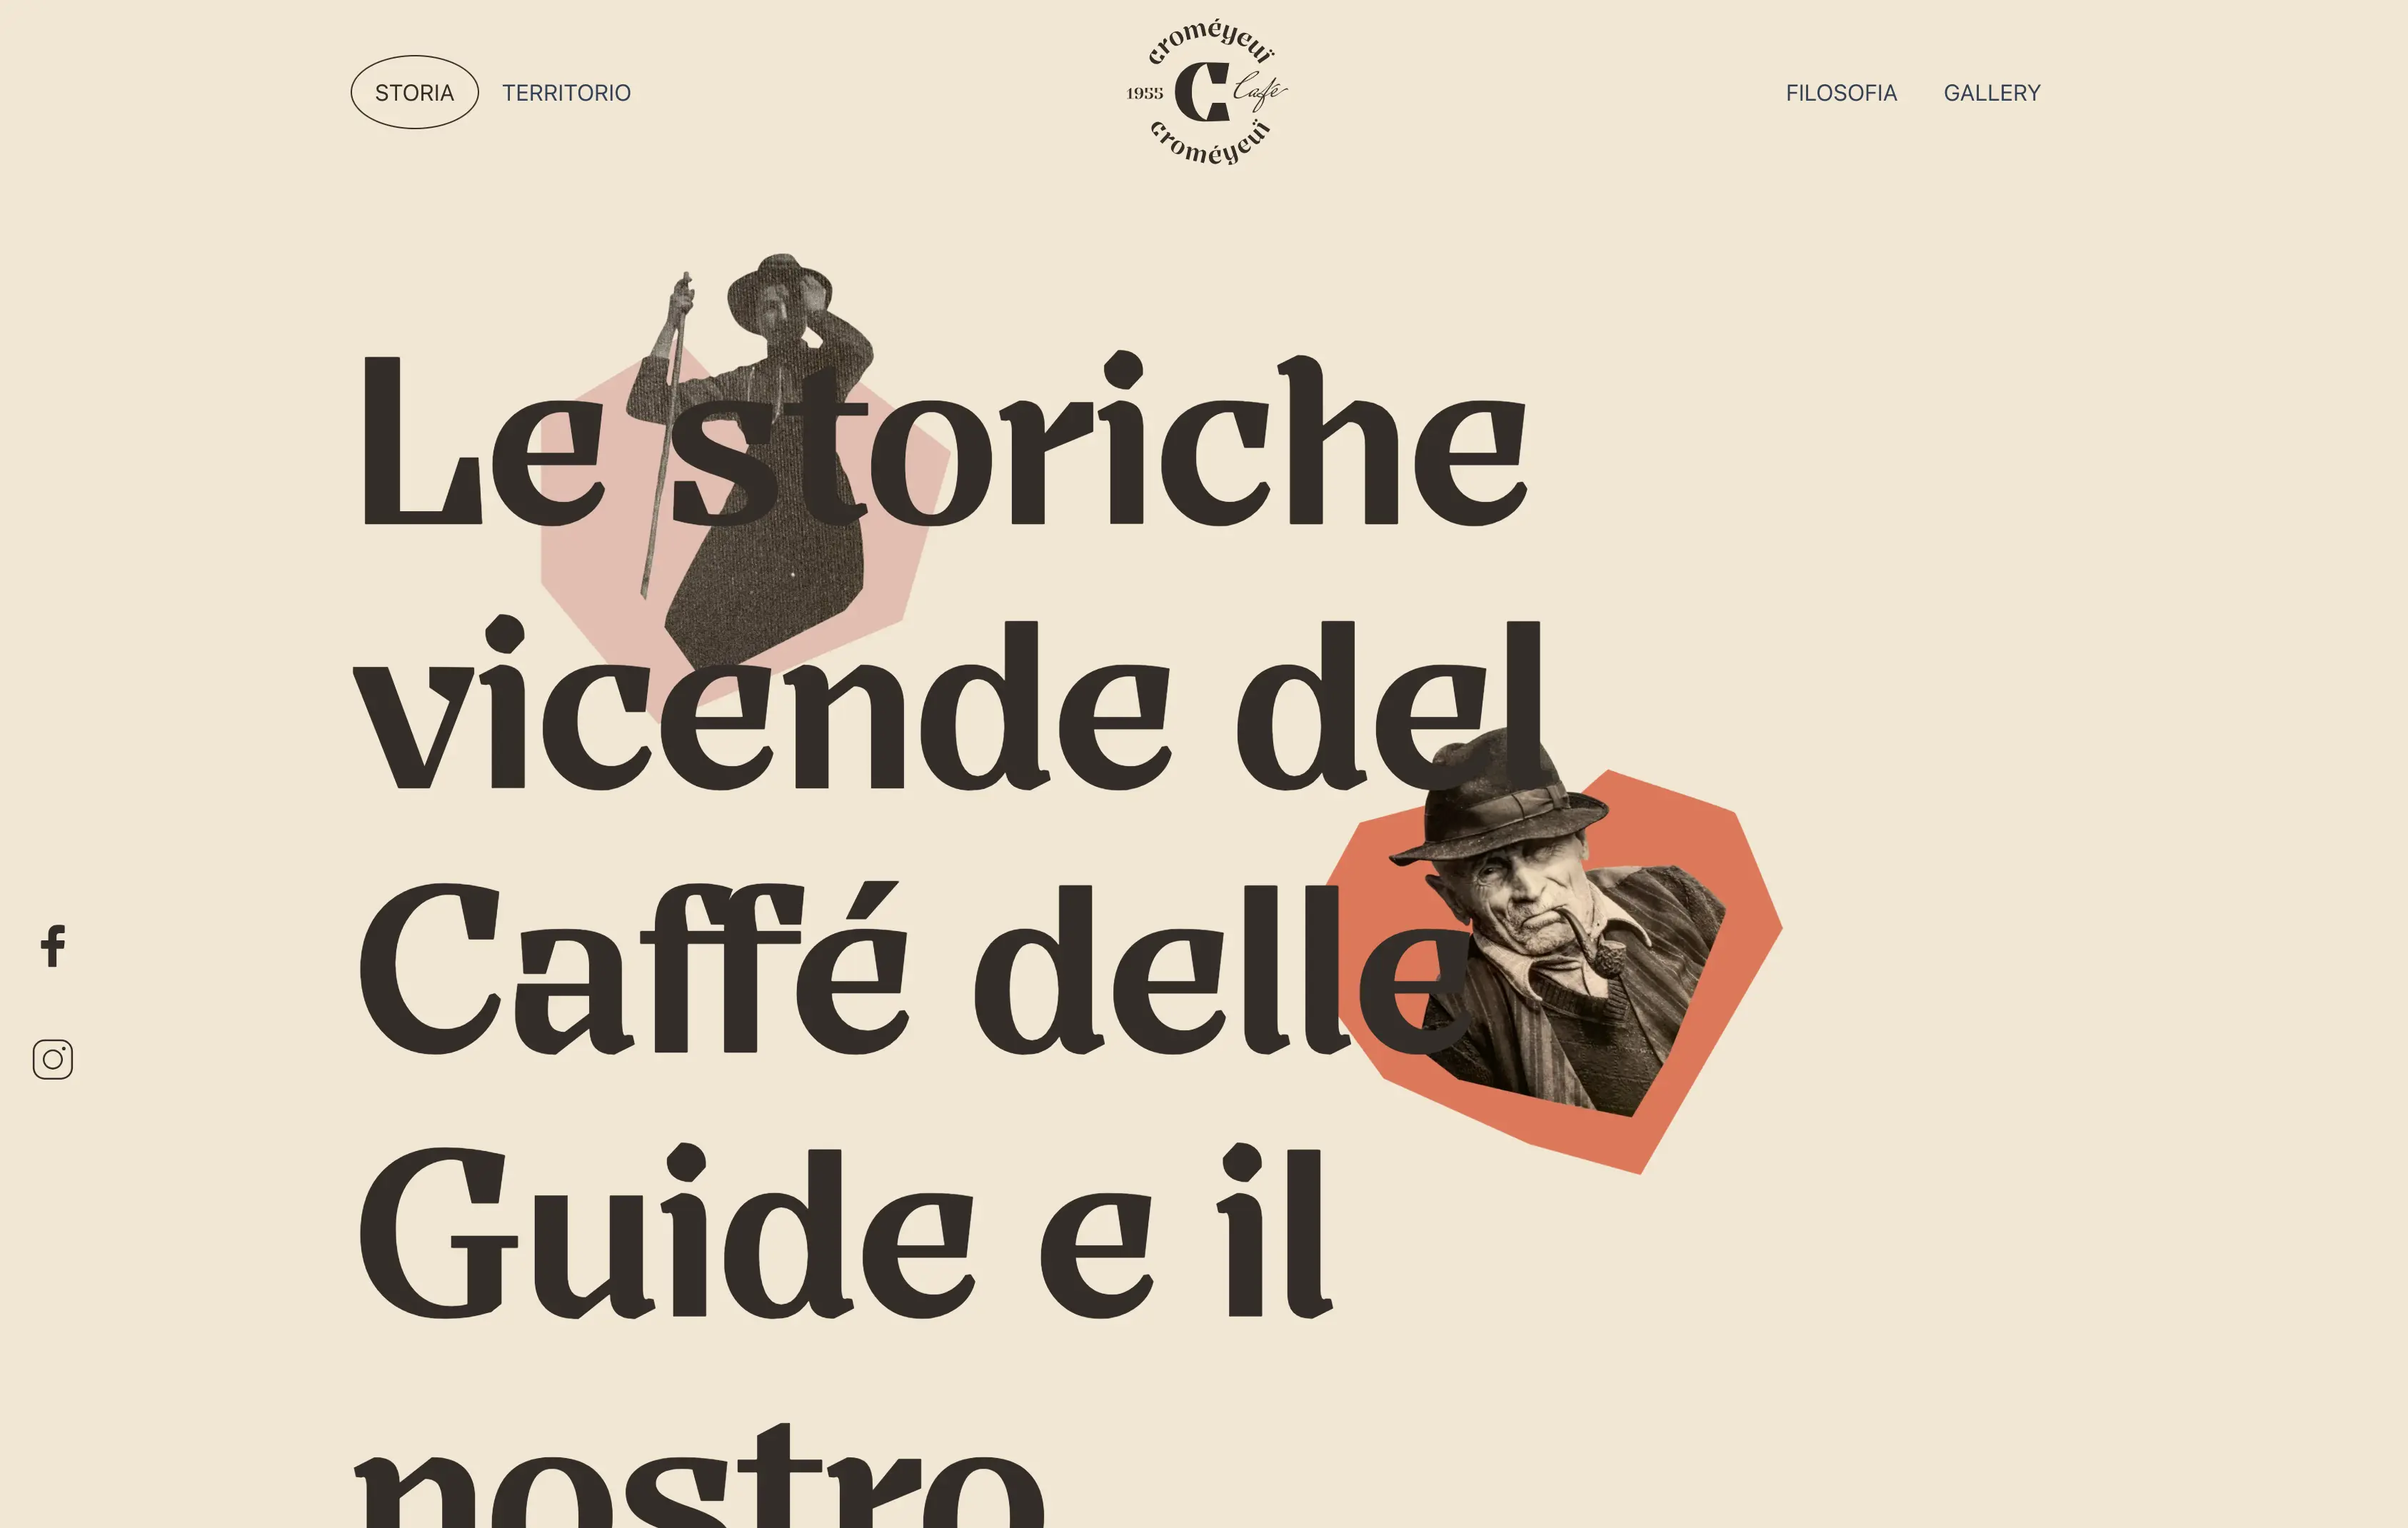 STORIA TERRITORIO
croméyeuï
1955 C Café
croméyeuï
FILOSOFIA GALLERY
Le storiche
vicende del
Caffé delle
Guide e il
nostro